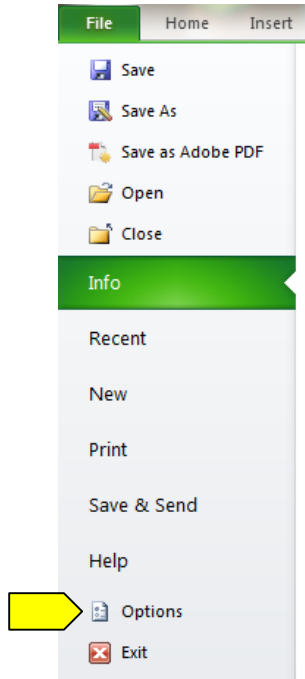 File Home Insert
Save
Save As
Save as Adobe PDF
Open
Close
Info
Recent
New
Print
Save & Send
Help
Options
Exit